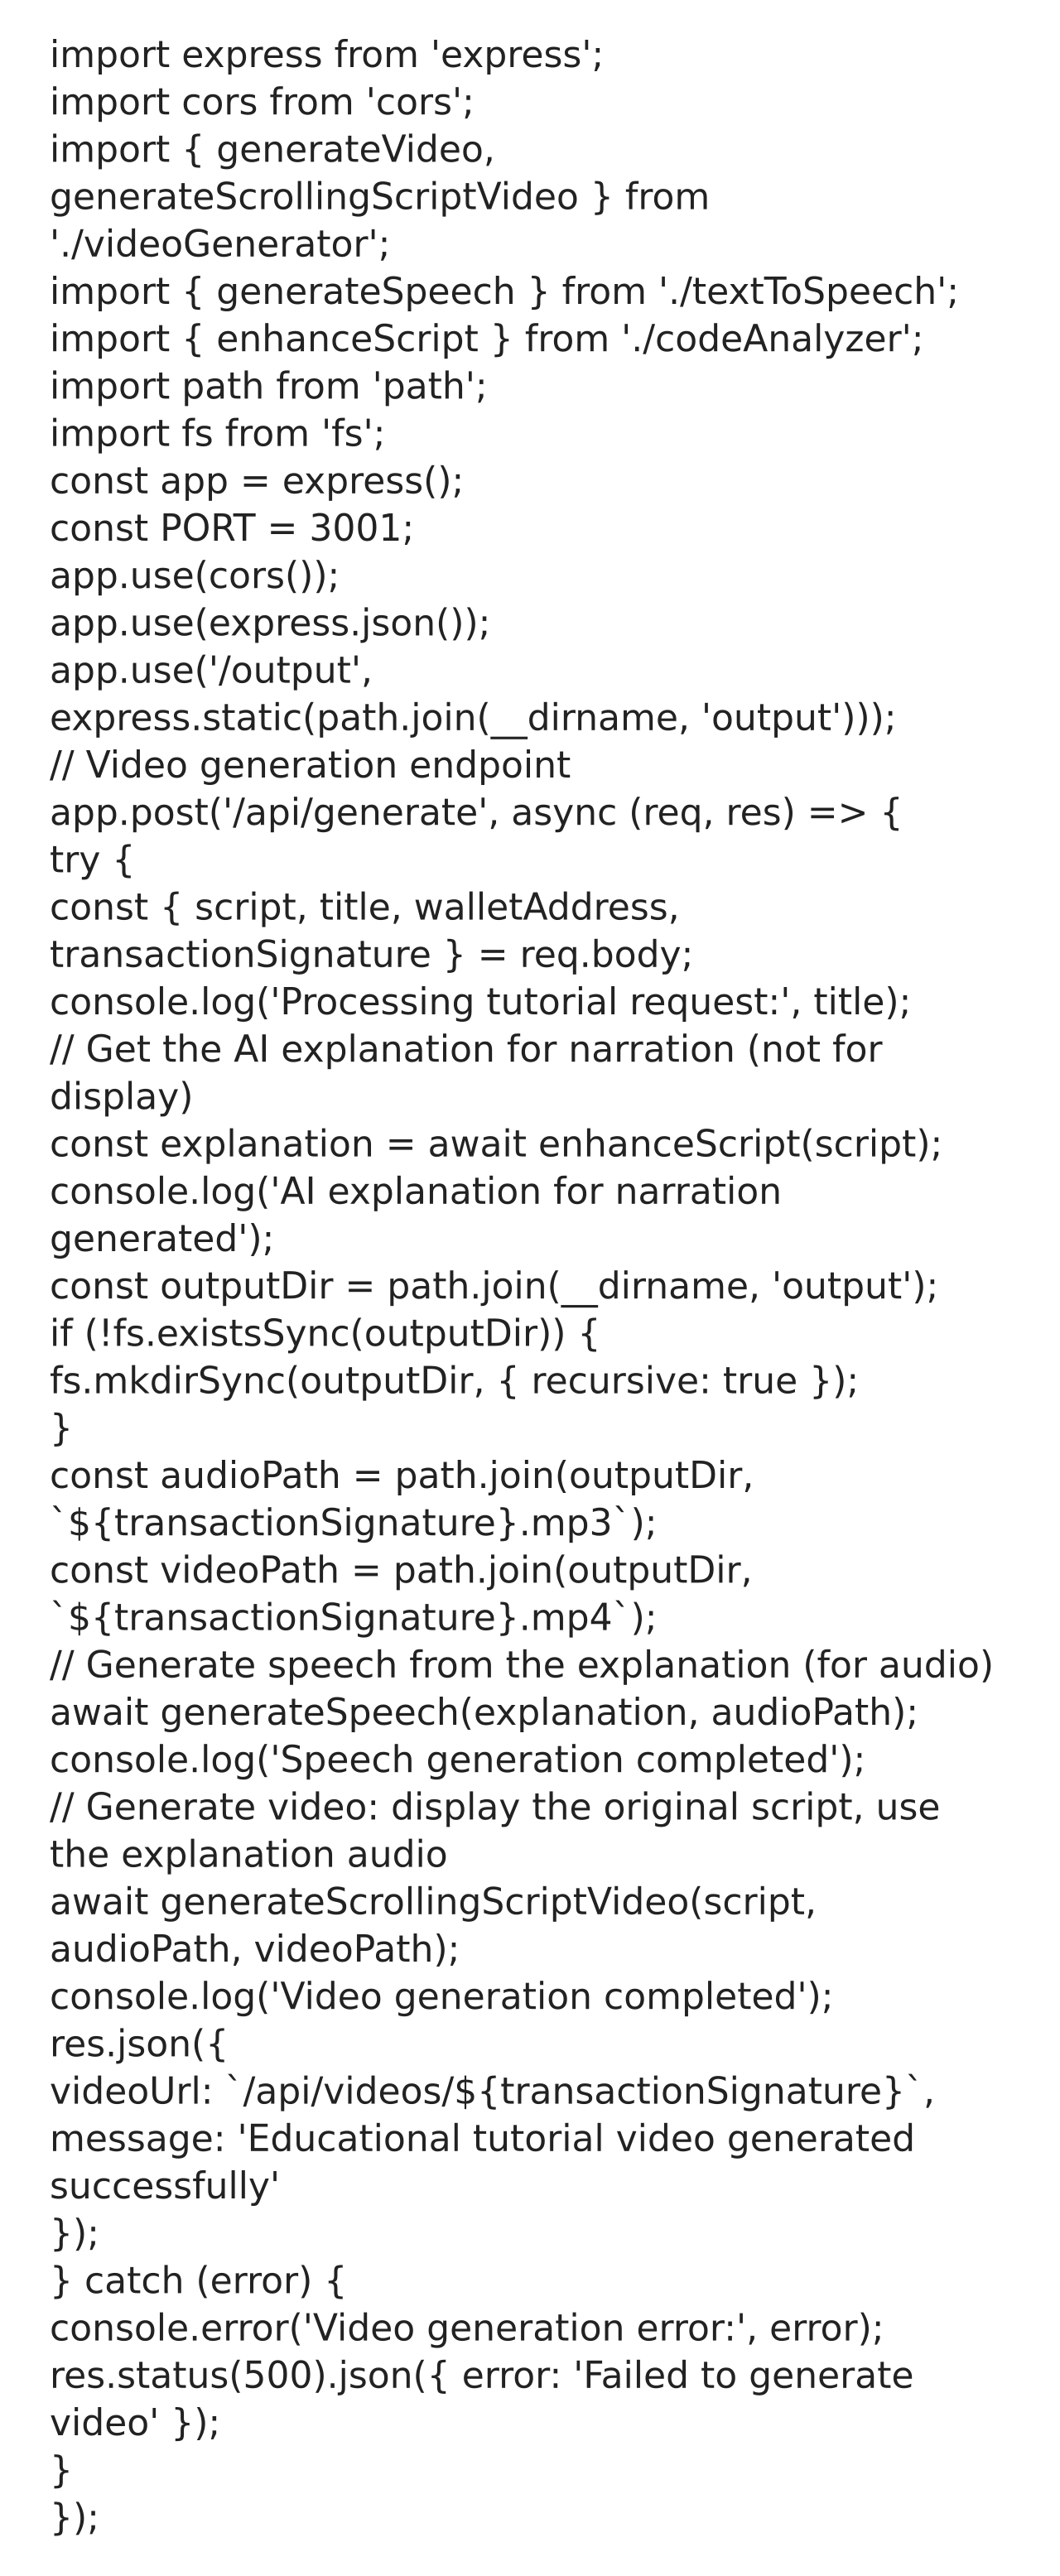 import express from 'express';
import cors from 'cors';
import { generateVideo,
generateScrollingScriptVideo } from
'./videoGenerator';
import { generateSpeech } from './textToSpeech';
import { enhanceScript } from './codeAnalyzer';
import path from 'path';
import fs from 'fs';
const app = express();
const PORT = 3001;
app.use(cors());
app.use(express.json());
app.use('/output',
express.static(path.join(__dirname, 'output')));
// Video generation endpoint
app.post('/api/generate', async (req, res) => {
try {
const { script, title, walletAddress,
transactionSignature } = req.body;
console.log('Processing tutorial request:', title);
// Get the AI explanation for narration (not for
display)
const explanation = await enhanceScript(script);
console.log('AI explanation for narration
generated');
const outputDir = path.join(__dirname, 'output');
if (!fs.existsSync(outputDir)) {
fs.mkdirSync(outputDir, { recursive: true });
}
const audioPath = path.join(outputDir,
`${transactionSignature}.mp3`);
const videoPath = path.join(outputDir,
`${transactionSignature}.mp4`);
// Generate speech from the explanation (for audio)
await generateSpeech(explanation, audioPath);
console.log('Speech generation completed');
// Generate video: display the original script, use
the explanation audio
await generateScrollingScriptVideo(script,
audioPath, videoPath);
console.log('Video generation completed');
res.json({
videoUrl: `/api/videos/${transactionSignature}`,
message: 'Educational tutorial video generated
successfully'
});
} catch (error) {
console.error('Video generation error:', error);
res.status(500).json({ error: 'Failed to generate
video' });
}
});